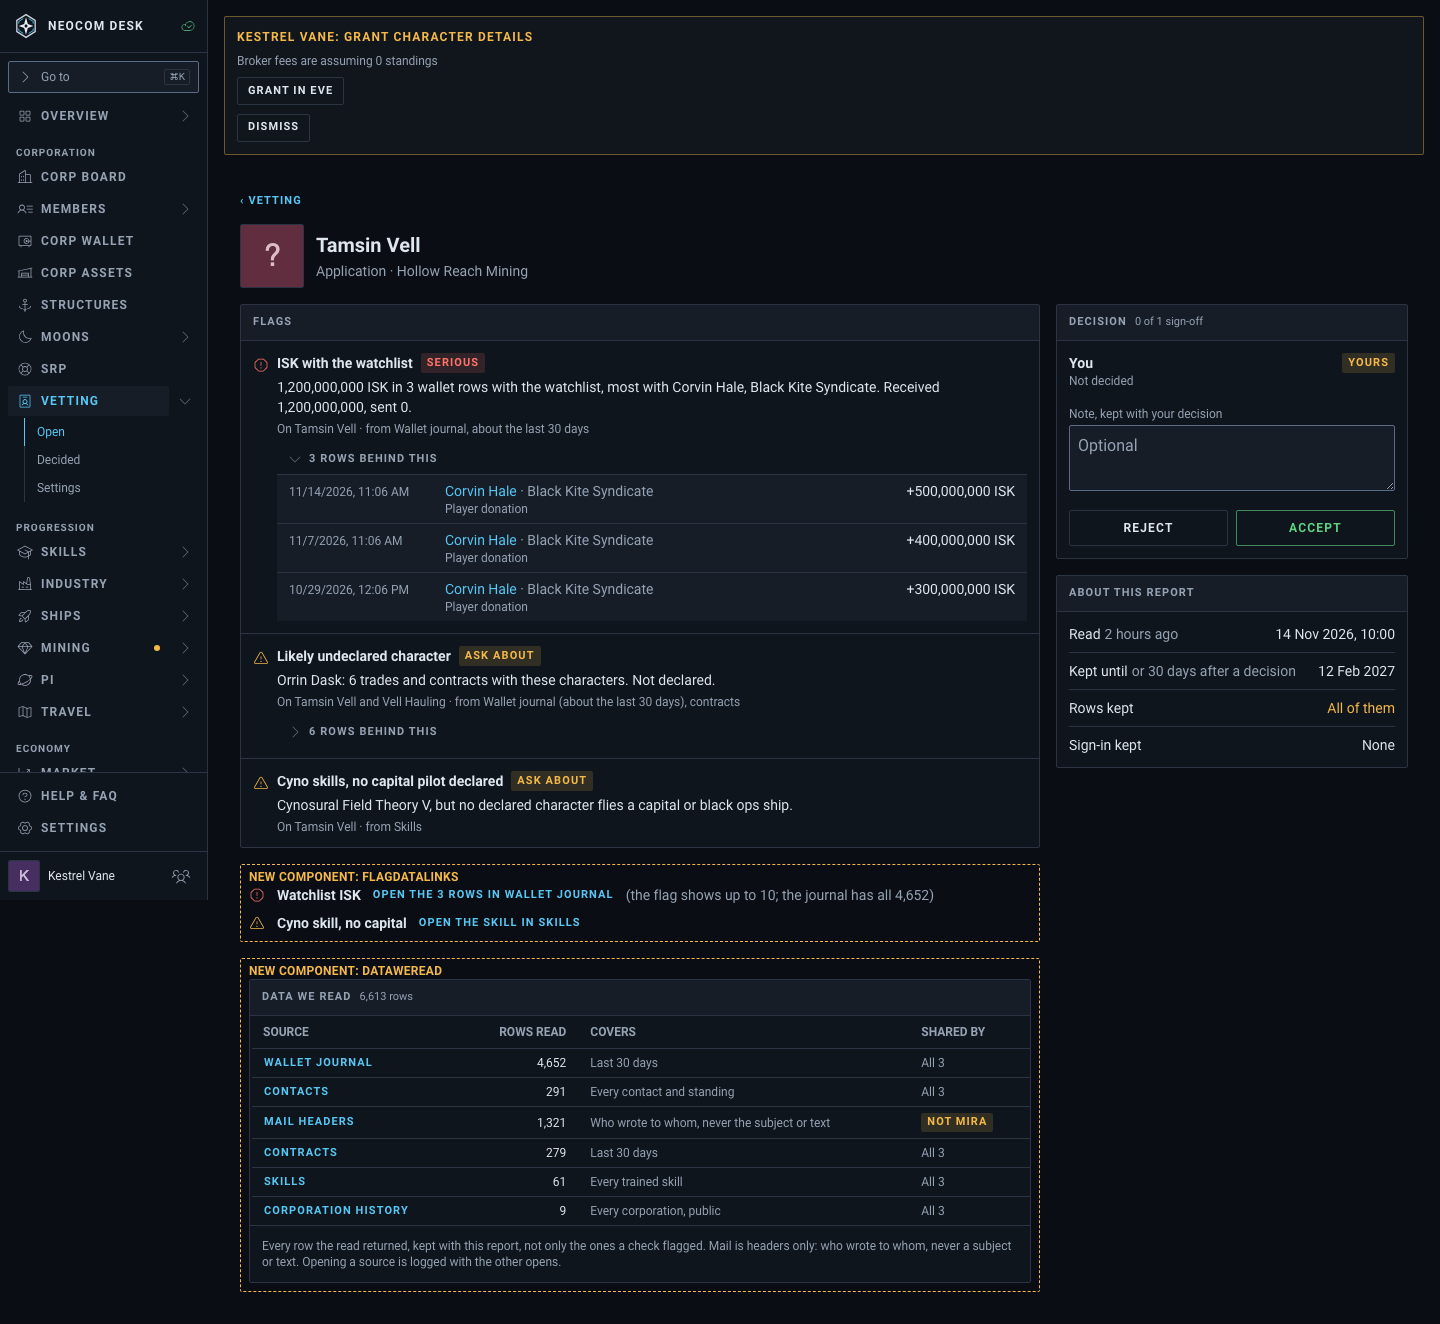 NEOCOM DESK
Go to
⌘K
OVERVIEW
CORPORATION
CORP BOARD
MEMBERS
CORP WALLET
CORP ASSETS
STRUCTURES
MOONS
SRP
VETTING
Open
Decided
Settings
PROGRESSION
SKILLS
INDUSTRY
SHIPS
MINING
PI
TRAVEL
ECONOMY
MARKET
HELP & FAQ
SETTINGS
K
Kestrel Vane
KESTREL VANE: GRANT CHARACTER DETAILS
Broker fees are assuming 0 standings
GRANT IN EVE
DISMISS
‹ VETTING
?
Tamsin Vell
Application · Hollow Reach Mining
FLAGS
ISK with the watchlist SERIOUS
1,200,000,000 ISK in 3 wallet rows with the watchlist, most with Corvin Hale, Black Kite Syndicate. Received
1,200,000,000, sent 0.
On Tamsin Vell · from Wallet journal, about the last 30 days
3 ROWS BEHIND THIS
11/14/2026, 11:06 AM Corvin Hale · Black Kite Syndicate +500,000,000 ISK
Player donation
11/7/2026, 11:06 AM Corvin Hale · Black Kite Syndicate +400,000,000 ISK
Player donation
10/29/2026, 12:06 PM Corvin Hale · Black Kite Syndicate +300,000,000 ISK
Player donation
Likely undeclared character ASK ABOUT
Orrin Dask: 6 trades and contracts with these characters. Not declared.
On Tamsin Vell and Vell Hauling · from Wallet journal (about the last 30 days), contracts
6 ROWS BEHIND THIS
Cyno skills, no capital pilot declared ASK ABOUT
Cynosural Field Theory V, but no declared character flies a capital or black ops ship.
On Tamsin Vell · from Skills
NEW COMPONENT: FLAGDATALINKS
Watchlist ISK OPEN THE 3 ROWS IN WALLET JOURNAL (the flag shows up to 10; the journal has all 4,652)
Cyno skill, no capital OPEN THE SKILL IN SKILLS
NEW COMPONENT: DATAWEREAD
DATA WE READ 6,613 rows
SOURCE ROWS READ COVERS SHARED BY
WALLET JOURNAL 4,652 Last 30 days All 3
CONTACTS 291 Every contact and standing All 3
MAIL HEADERS 1,321 Who wrote to whom, never the subject or text NOT MIRA
CONTRACTS 279 Last 30 days All 3
SKILLS 61 Every trained skill All 3
CORPORATION HISTORY 9 Every corporation, public All 3
Every row the read returned, kept with this report, not only the ones a check flagged. Mail is headers only: who wrote to whom, never a subject
or text. Opening a source is logged with the other opens.
DECISION 0 of 1 sign-off
You YOURS
Not decided
Note, kept with your decision
Optional
REJECT ACCEPT
ABOUT THIS REPORT
Read 2 hours ago 14 Nov 2026, 10:00
Kept until or 30 days after a decision 12 Feb 2027
Rows kept All of them
Sign-in kept None